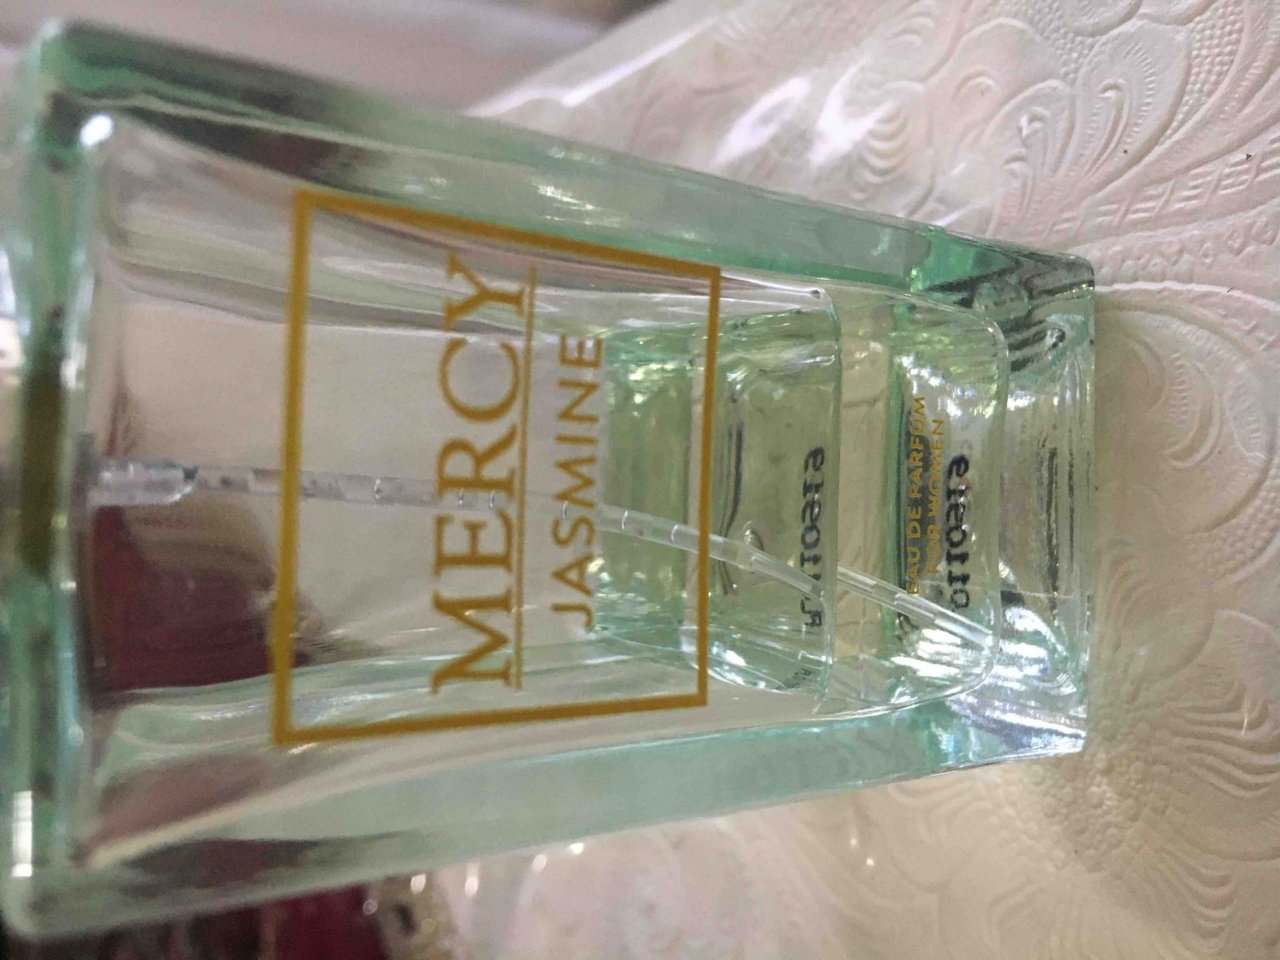 MERCY
JASMINE
EAU DE PARFUM
FOR WOMEN